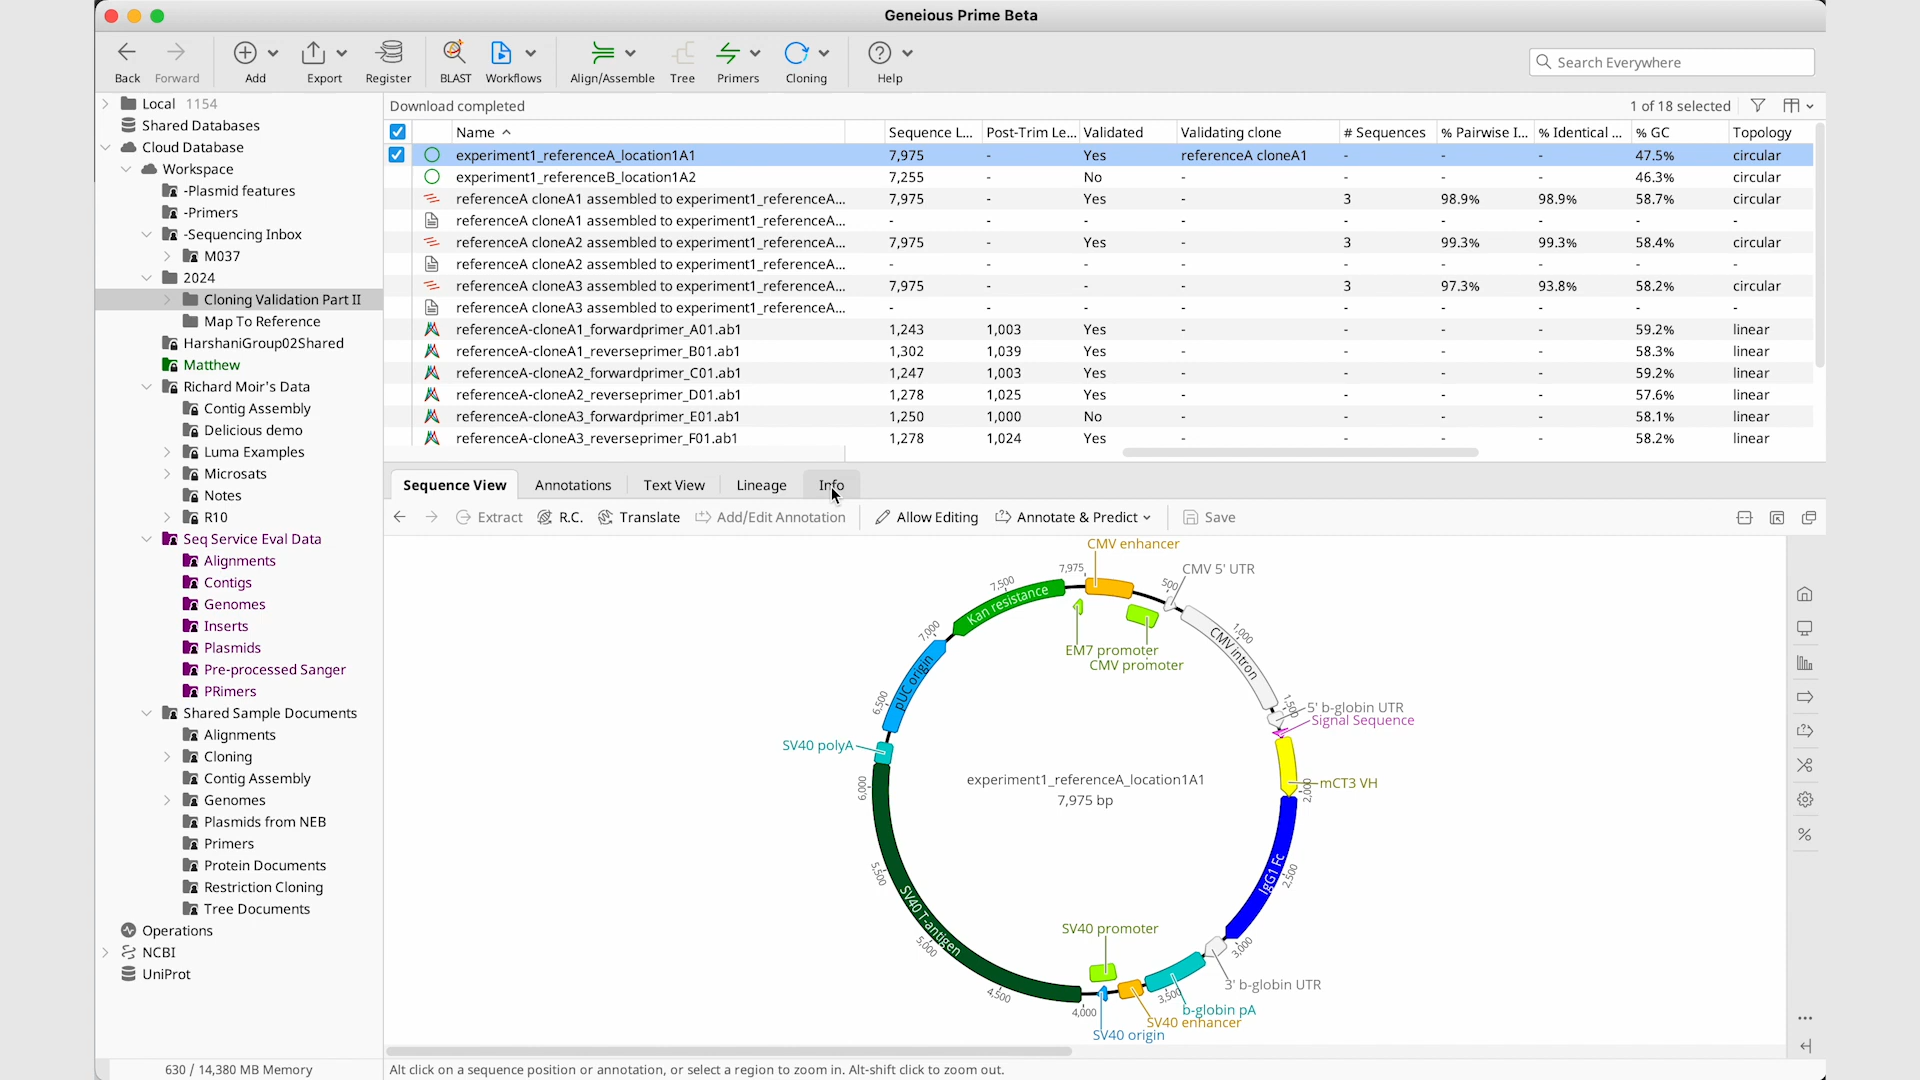 Geneious Prime Beta
Back
Forward
Add
Export
Register
BLAST
Workflows
Align/Assemble
Tree
Primers
Cloning
Help
Search Everywhere
Local 1154
Shared Databases
Cloud Database
Workspace
-Plasmid features
-Primers
-Sequencing Inbox
M037
2024
Cloning Validation Part II
Map To Reference
HarshaniGroup02Shared
Matthew
Richard Moir's Data
Contig Assembly
Delicious demo
Luma Examples
Microsats
Notes
R10
Seq Service Eval Data
Alignments
Contigs
Genomes
Inserts
Plasmids
Pre-processed Sanger
PRimers
Shared Sample Documents
Alignments
Cloning
Contig Assembly
Genomes
Plasmids from NEB
Primers
Protein Documents
Restriction Cloning
Tree Documents
Operations
NCBI
UniProt
630 / 14,380 MB Memory
Download completed
1 of 18 selected
Name Sequence L... Post-Trim Le... Validated Validating clone # Sequences % Pairwise I... % Identical ... % GC Topology
experiment1_referenceA_location1A1 7,975 - Yes referenceA cloneA1 - - - 47.5% circular
experiment1_referenceB_location1A2 7,255 - No - - - - 46.3% circular
referenceA cloneA1 assembled to experiment1_referenceA... 7,975 - Yes - 3 98.9% 98.9% 58.7% circular
referenceA cloneA1 assembled to experiment1_referenceA... - - - - - - - - -
referenceA cloneA2 assembled to experiment1_referenceA... 7,975 - Yes - 3 99.3% 99.3% 58.4% circular
referenceA cloneA2 assembled to experiment1_referenceA... - - - - - - - - -
referenceA cloneA3 assembled to experiment1_referenceA... 7,975 - Yes - 3 97.3% 93.8% 58.2% circular
referenceA cloneA3 assembled to experiment1_referenceA... - - - - - - - - -
referenceA-cloneA1_forwardprimer_A01.ab1 1,243 1,003 Yes - - - - 59.2% linear
referenceA-cloneA1_reverseprimer_B01.ab1 1,302 1,039 Yes - - - - 58.3% linear
referenceA-cloneA2_forwardprimer_C01.ab1 1,247 1,003 Yes - - - - 59.2% linear
referenceA-cloneA2_reverseprimer_D01.ab1 1,278 1,025 Yes - - - - 57.6% linear
referenceA-cloneA3_forwardprimer_E01.ab1 1,250 1,000 No - - - - 58.1% linear
referenceA-cloneA3_reverseprimer_F01.ab1 1,278 1,024 Yes - - - - 58.2% linear
Sequence View Annotations Text View Lineage Info
Extract R.C. Translate Add/Edit Annotation Allow Editing Annotate & Predict Save
CMV enhancer
7,975
500
CMV 5' UTR
7,500
Kan resistance
7,000
EM7 promoter
CMV promoter
1,000
CMV intron
pUC origin
6,500
1,500
5' b-globin UTR
Signal Sequence
SV40 polyA
mCT3 VH
2,000
experiment1_referenceA_location1A1
7,975 bp
6,000
5,500
IgG1 Fc
2,500
SV40 T-antigen
5,000
SV40 promoter
3,000
3' b-globin UTR
4,500
3,500
4,000
b-globin pA
SV40 enhancer
SV40 origin
Alt click on a sequence position or annotation, or select a region to zoom in. Alt-shift click to zoom out.